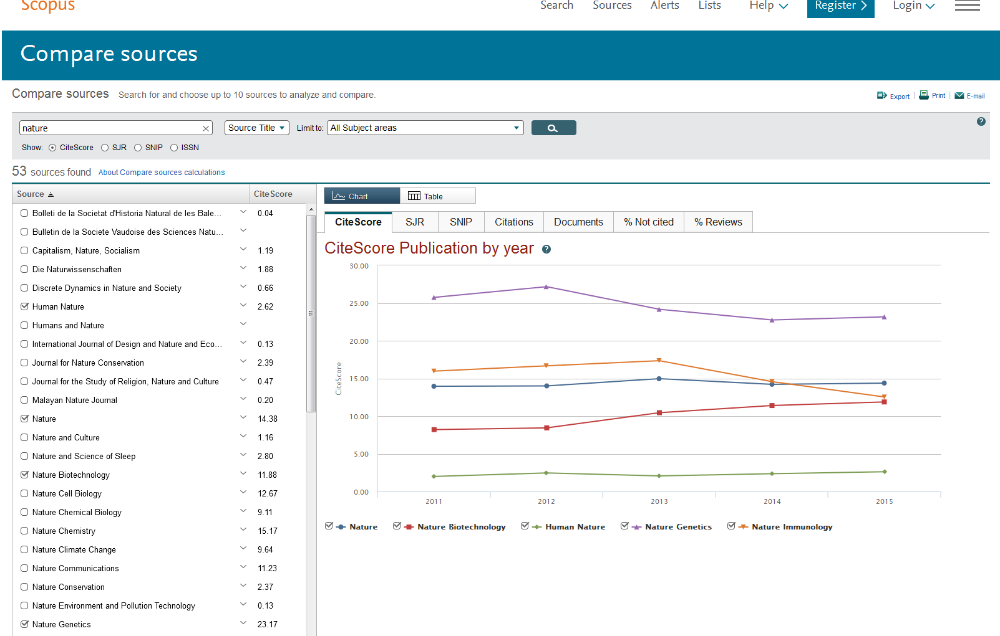 Scopus Search Sources Alerts Lists Help Register Login
Compare sources
Compare sources Search for and choose up to 10 sources to analyze and compare. Export | Print | E-mail
nature Source Title Limit to: All Subject areas
Show: CiteScore SJR SNIP ISSN
53 sources found About Compare sources calculations
Source CiteScore
Bolleti de la Societat d'Historia Natural de les Bale... 0.04
Bulletin de la Societe Vaudoise des Sciences Natu...
Capitalism, Nature, Socialism 1.19
Die Naturwissenschaften 1.88
Discrete Dynamics in Nature and Society 0.66
Human Nature 2.62
Humans and Nature
International Journal of Design and Nature and Eco... 0.13
Journal for Nature Conservation 2.39
Journal for the Study of Religion, Nature and Culture 0.47
Malayan Nature Journal 0.20
Nature 14.38
Nature and Culture 1.16
Nature and Science of Sleep 2.80
Nature Biotechnology 11.88
Nature Cell Biology 12.67
Nature Chemical Biology 9.11
Nature Chemistry 15.17
Nature Climate Change 9.64
Nature Communications 11.23
Nature Conservation 2.37
Nature Environment and Pollution Technology 0.13
Nature Genetics 23.17
Chart Table
CiteScore SJR SNIP Citations Documents % Not cited % Reviews
CiteScore Publication by year
30.00
25.00
20.00
15.00
10.00
5.00
0.00
CiteScore
2011 2012 2013 2014 2015
Nature Nature Biotechnology Human Nature Nature Genetics Nature Immunology